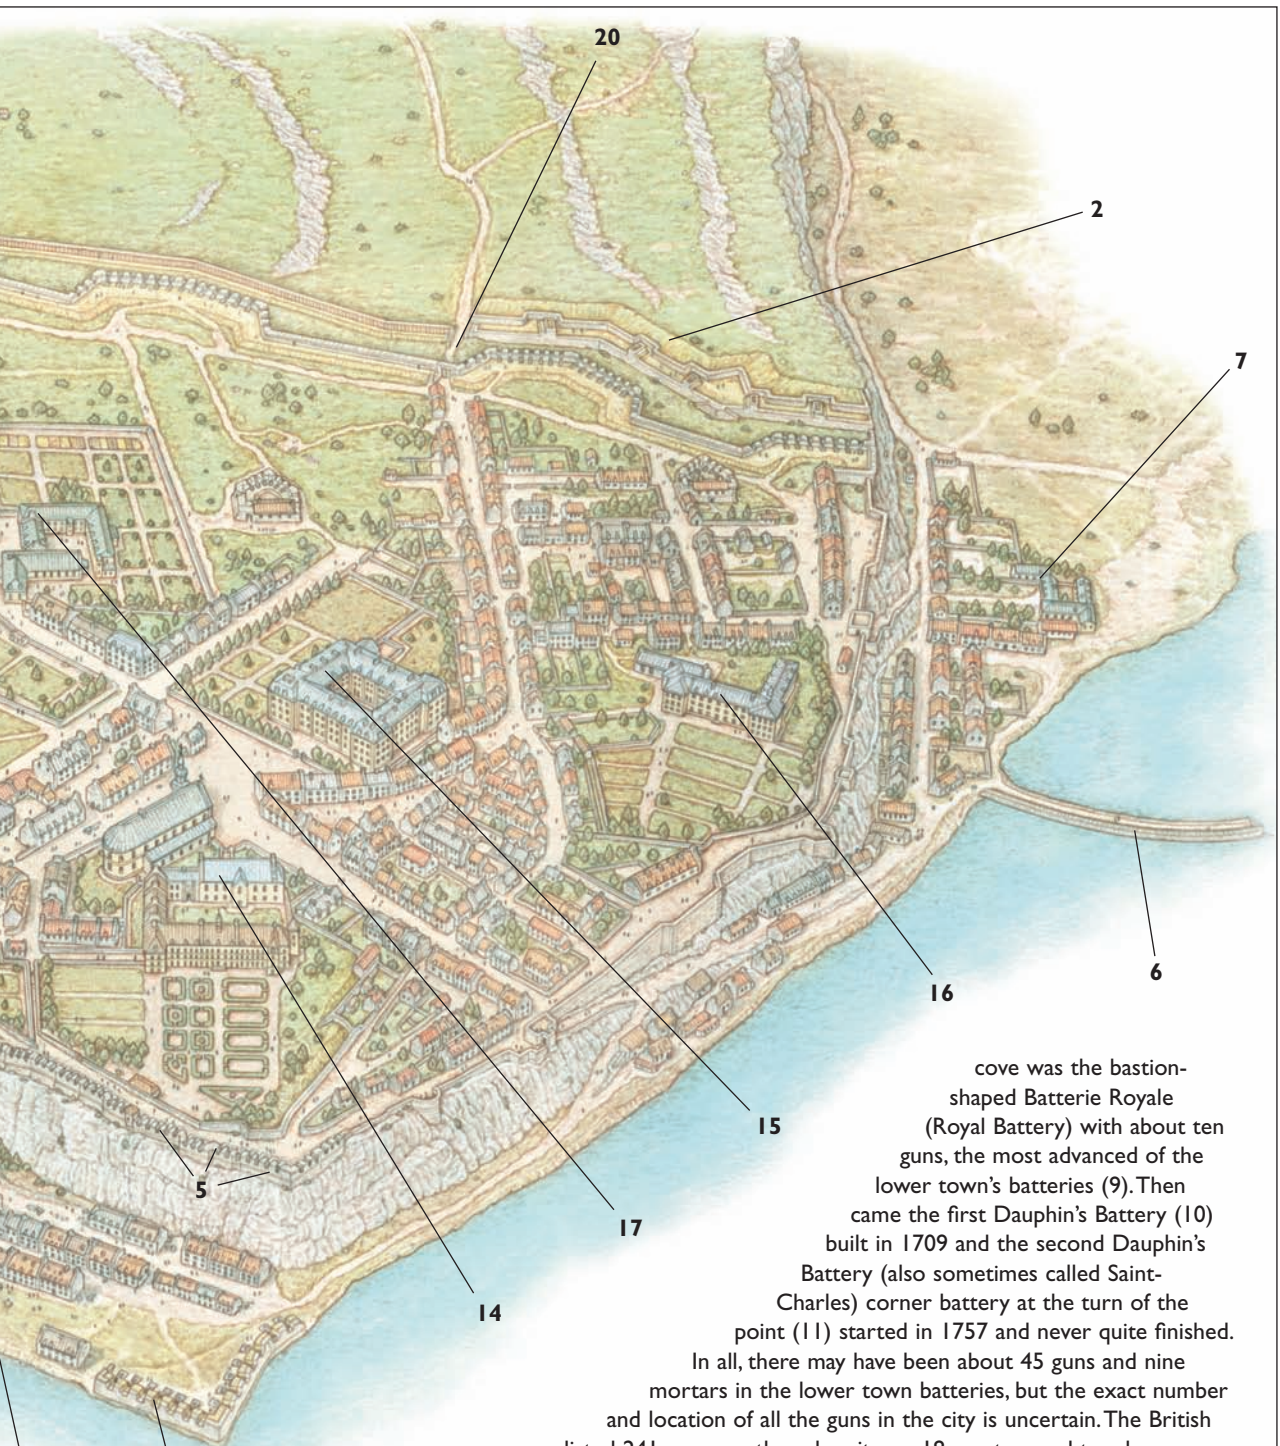 20
2
7
6
16
15
5
17
14
cove was the bastion-
shaped Batterie Royale
(Royal Battery) with about ten
guns, the most advanced of the
lower town’s batteries (9). Then
came the first Dauphin’s Battery (10)
built in 1709 and the second Dauphin’s
Battery (also sometimes called Saint-
Charles) corner battery at the turn of the
point (11) started in 1757 and never quite finished.
In all, there may have been about 45 guns and nine
mortars in the lower town batteries, but the exact number
and location of all the guns in the city is uncertain. The British